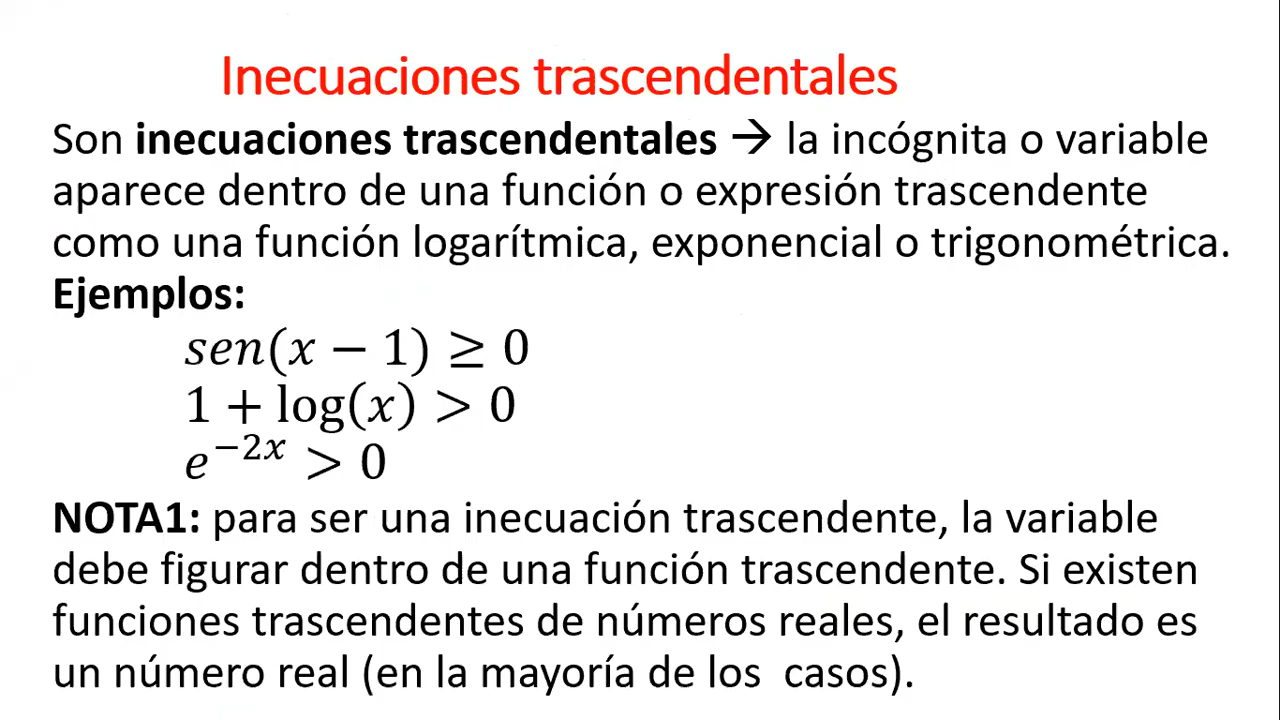 Inecuaciones trascendentales
Son inecuaciones trascendentales → la incógnita o variable
aparece dentro de una función o expresión trascendente
como una función logarítmica, exponencial o trigonométrica.
Ejemplos:
sen(x − 1) ≥ 0
1 + log(x) > 0
e^{−2x} > 0
NOTA1: para ser una inecuación trascendente, la variable
debe figurar dentro de una función trascendente. Si existen
funciones trascendentes de números reales, el resultado es
un número real (en la mayoría de los casos).